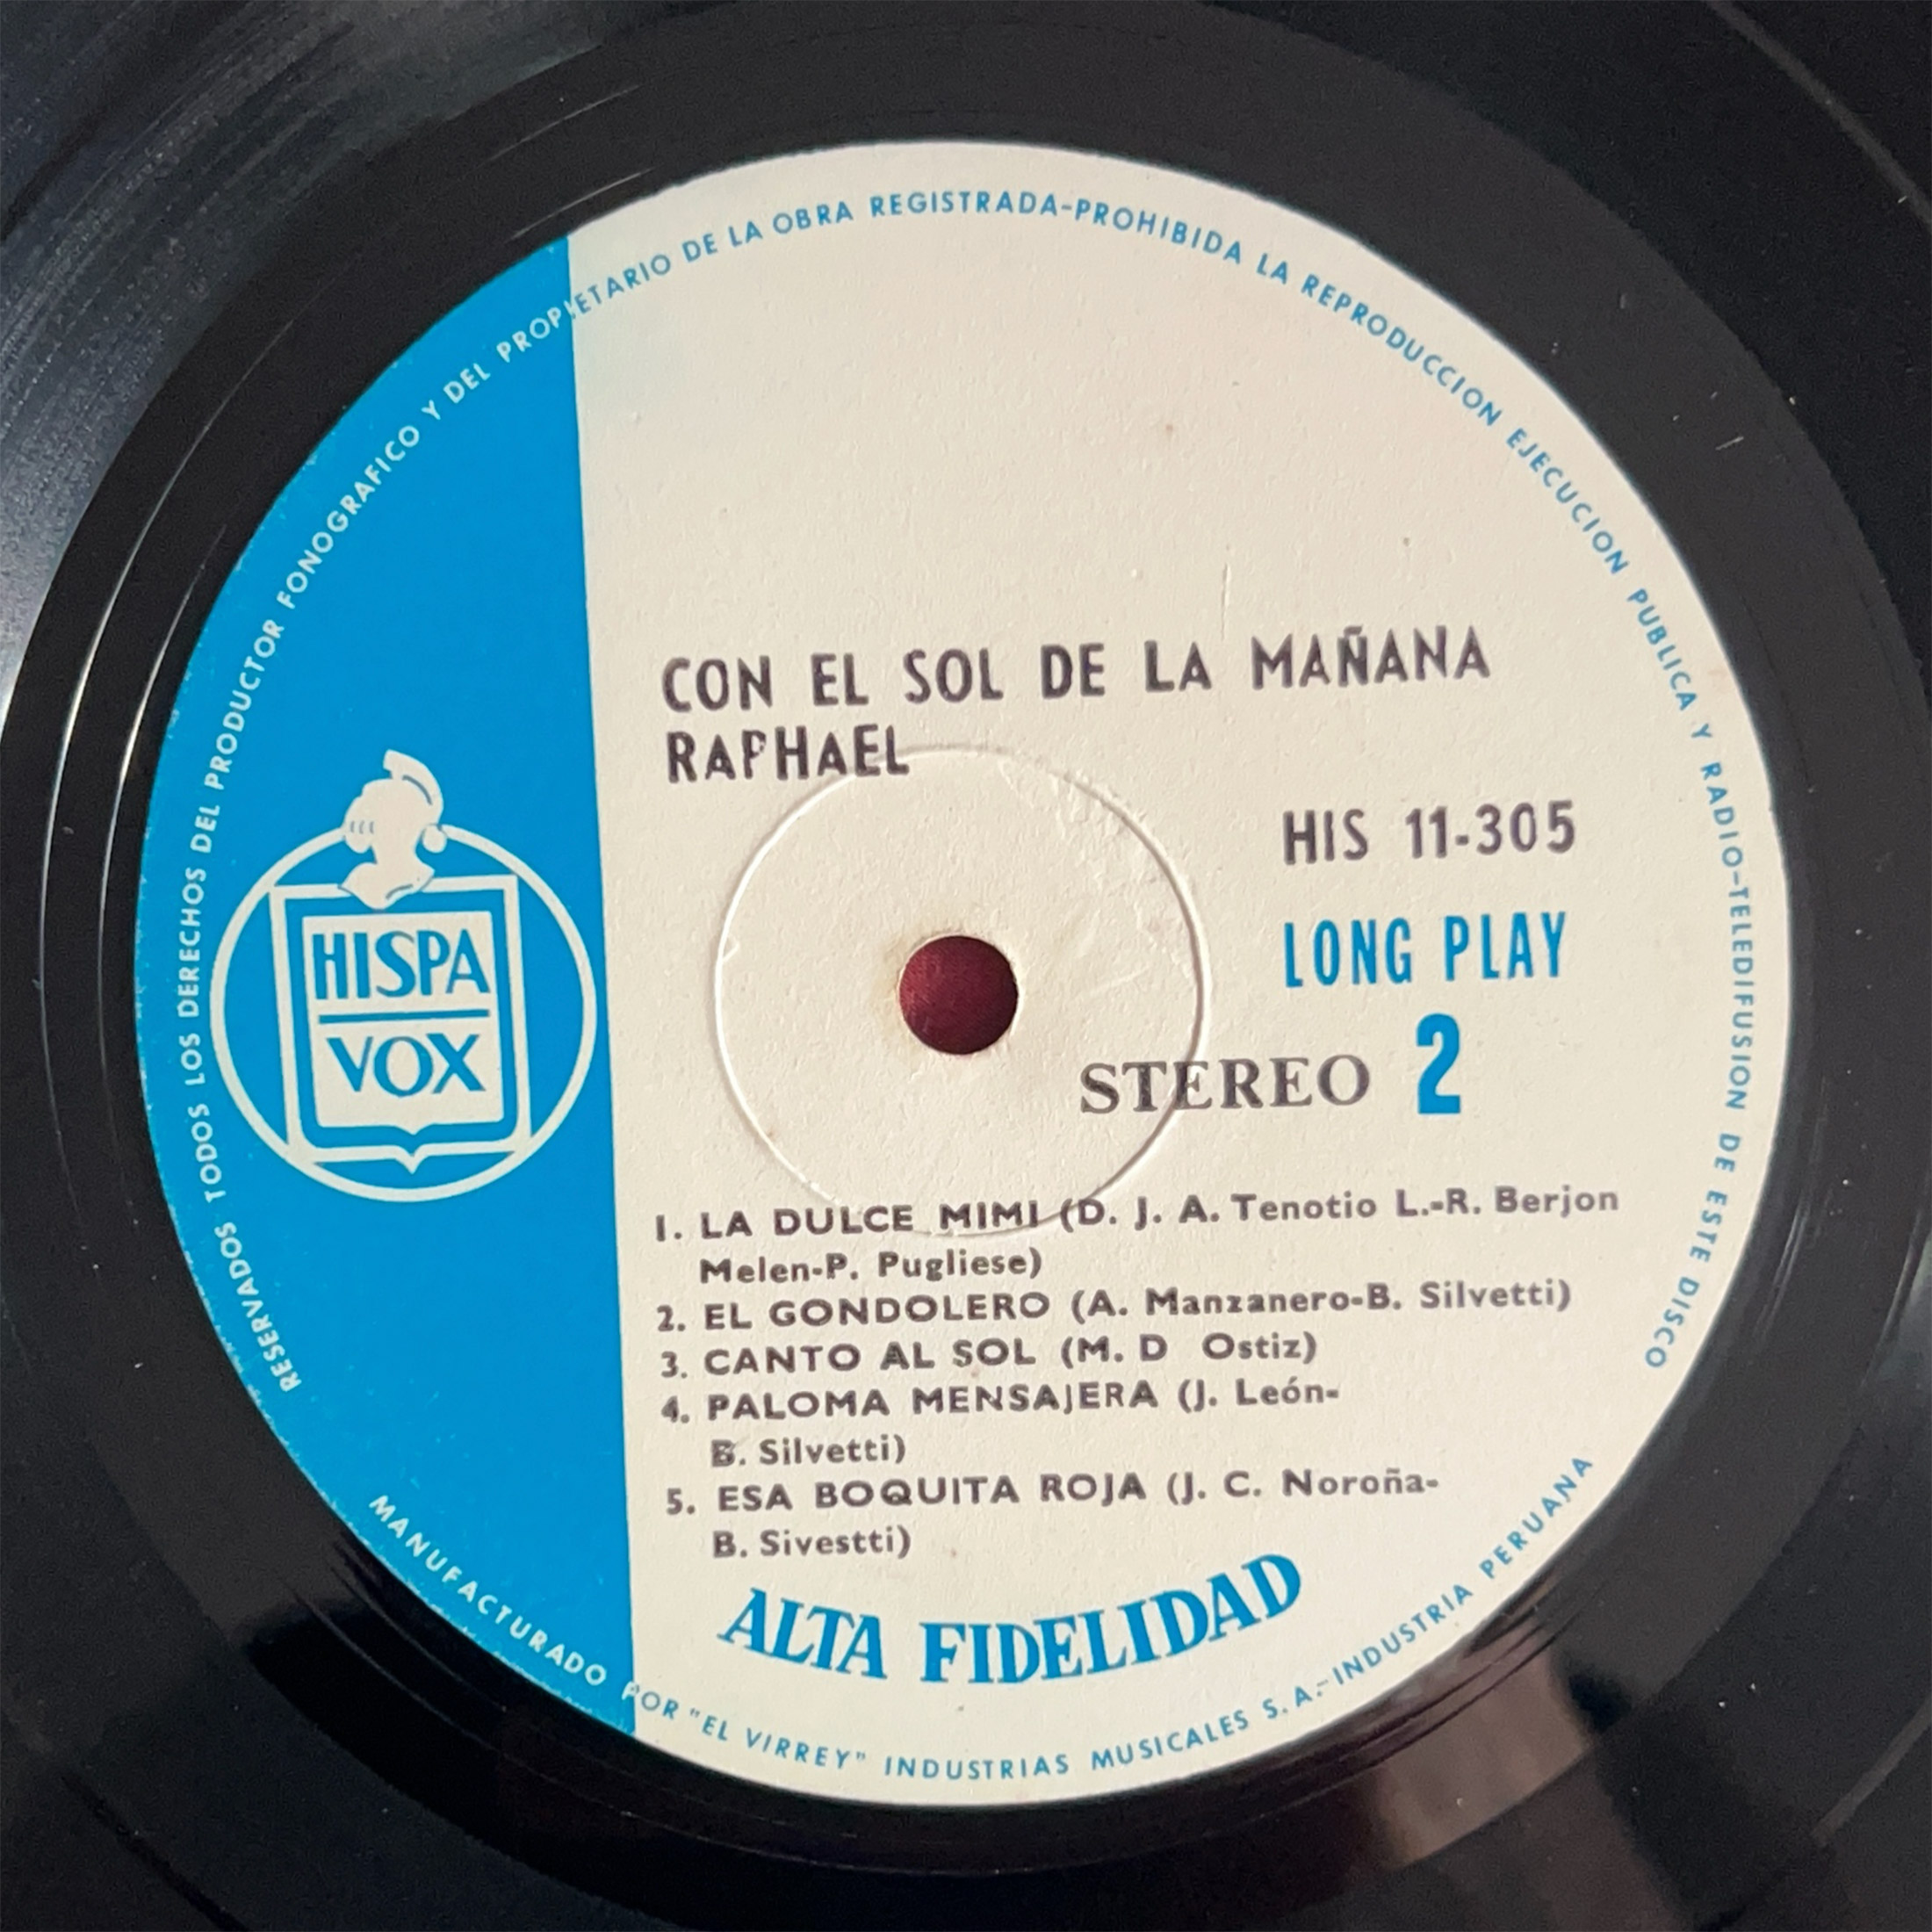 RESERVADOS TODOS LOS DERECHOS DEL PRODUCTOR FONOGRAFICO Y DEL PROPIETARIO DE LA OBRA REGISTRADA-PROHIBIDA LA REPRODUCCION EJECUCION PUBLICA Y RADIO-TELEDIFUSION DE ESTE DISCO
CON EL SOL DE LA MAÑANA
RAPHAEL
HIS 11-305
LONG PLAY
STEREO 2
HISPA
VOX
1. LA DULCE MIMI (D. J. A. Tenotio L.-R. Berjon
Melen-P. Pugliese)
2. EL GONDOLERO (A. Manzanero-B. Silvetti)
3. CANTO AL SOL (M. D Ostiz)
4. PALOMA MENSAJERA (J. León-
B. Silvetti)
5. ESA BOQUITA ROJA (J. C. Noroña-
B. Sivestti)
ALTA FIDELIDAD
MANUFACTURADO POR "EL VIRREY" INDUSTRIAS MUSICALES S.A.-INDUSTRIA PERUANA